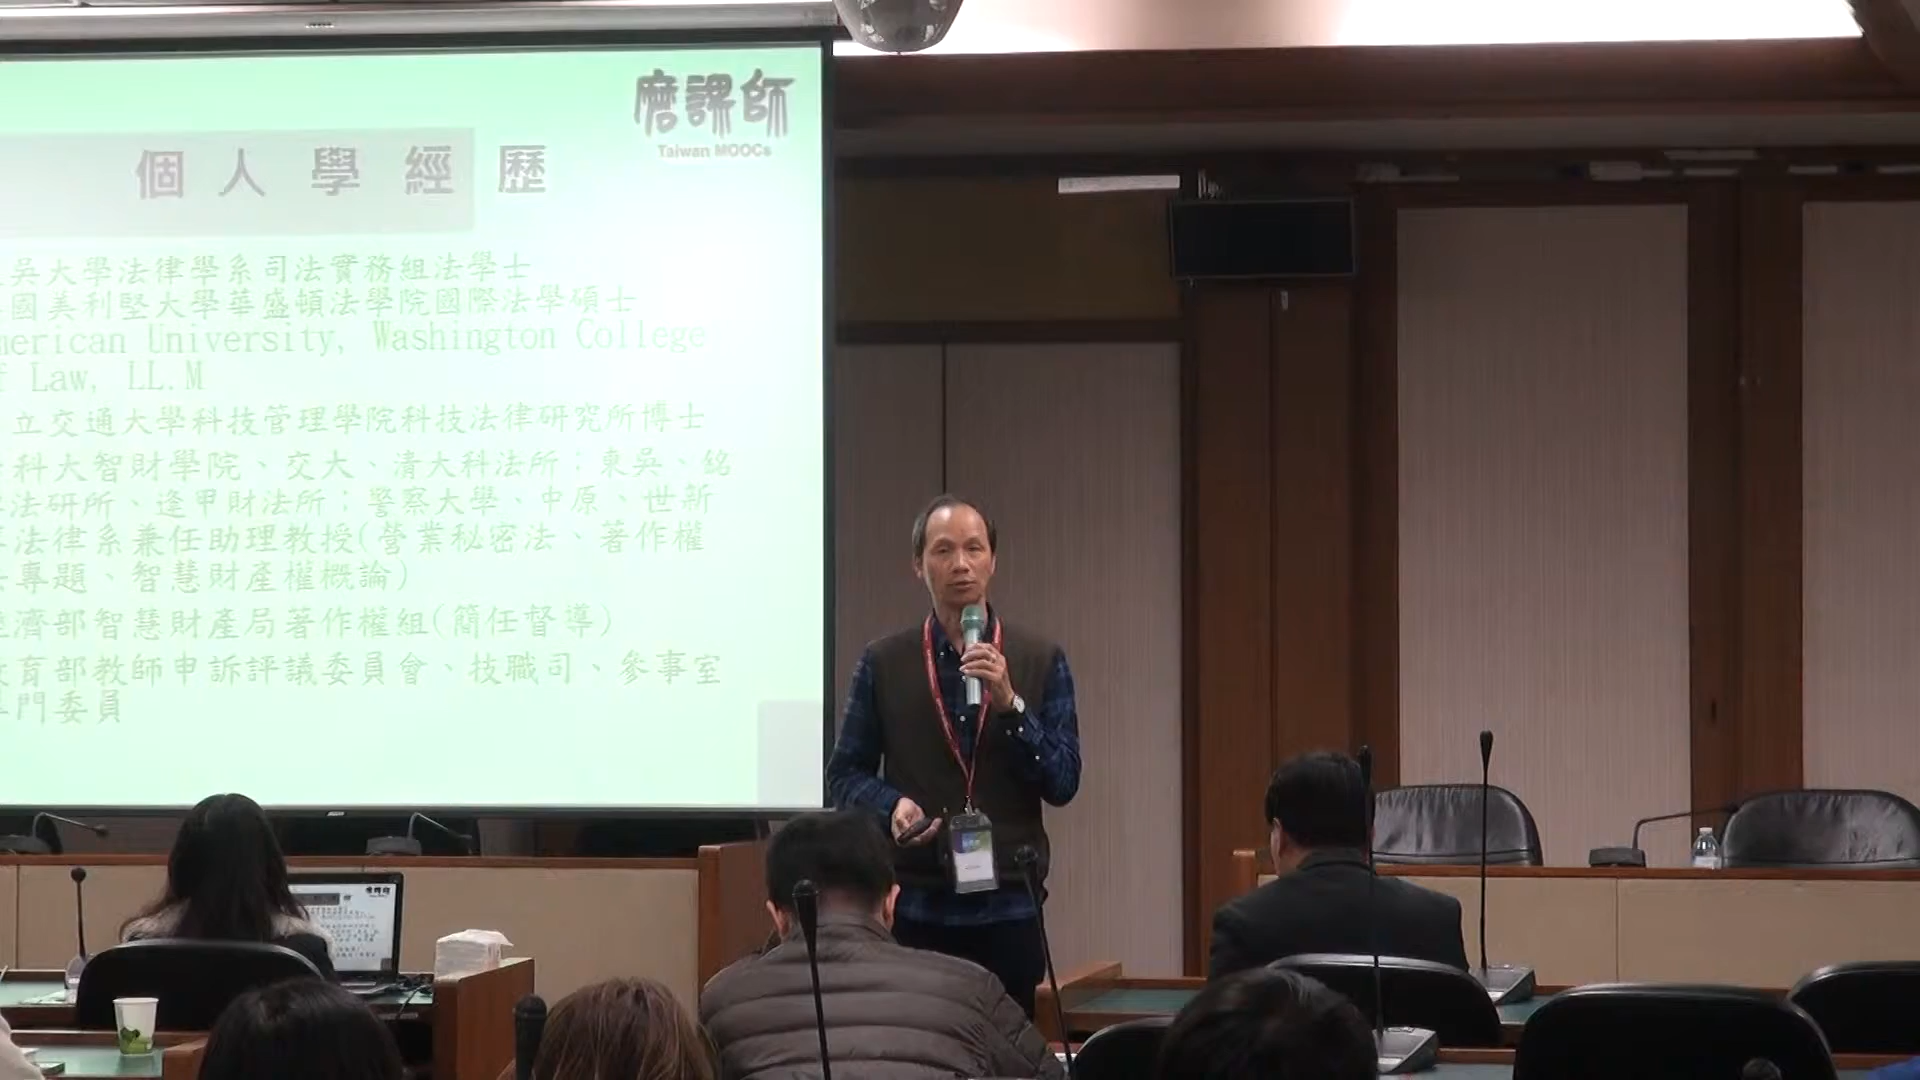 磨課師
Taiwan MOOCs
個人學經歷
吳大學法律學系司法實務組法學士
國美利堅大學華盛頓法學院國際法學碩士
merican University, Washington College
f Law, LL.M
立交通大學科技管理學院科技法律研究所博士
科大智財學院、交大、清大科法所；東吳、銘
法研所、逢甲財法所；警察大學、中原、世新
法律系兼任助理教授(營業秘密法、著作權
專題、智慧財產權概論)
濟部智慧財產局著作權組(簡任督導)
育部教師申訴評議委員會、技職司、參事室
門委員